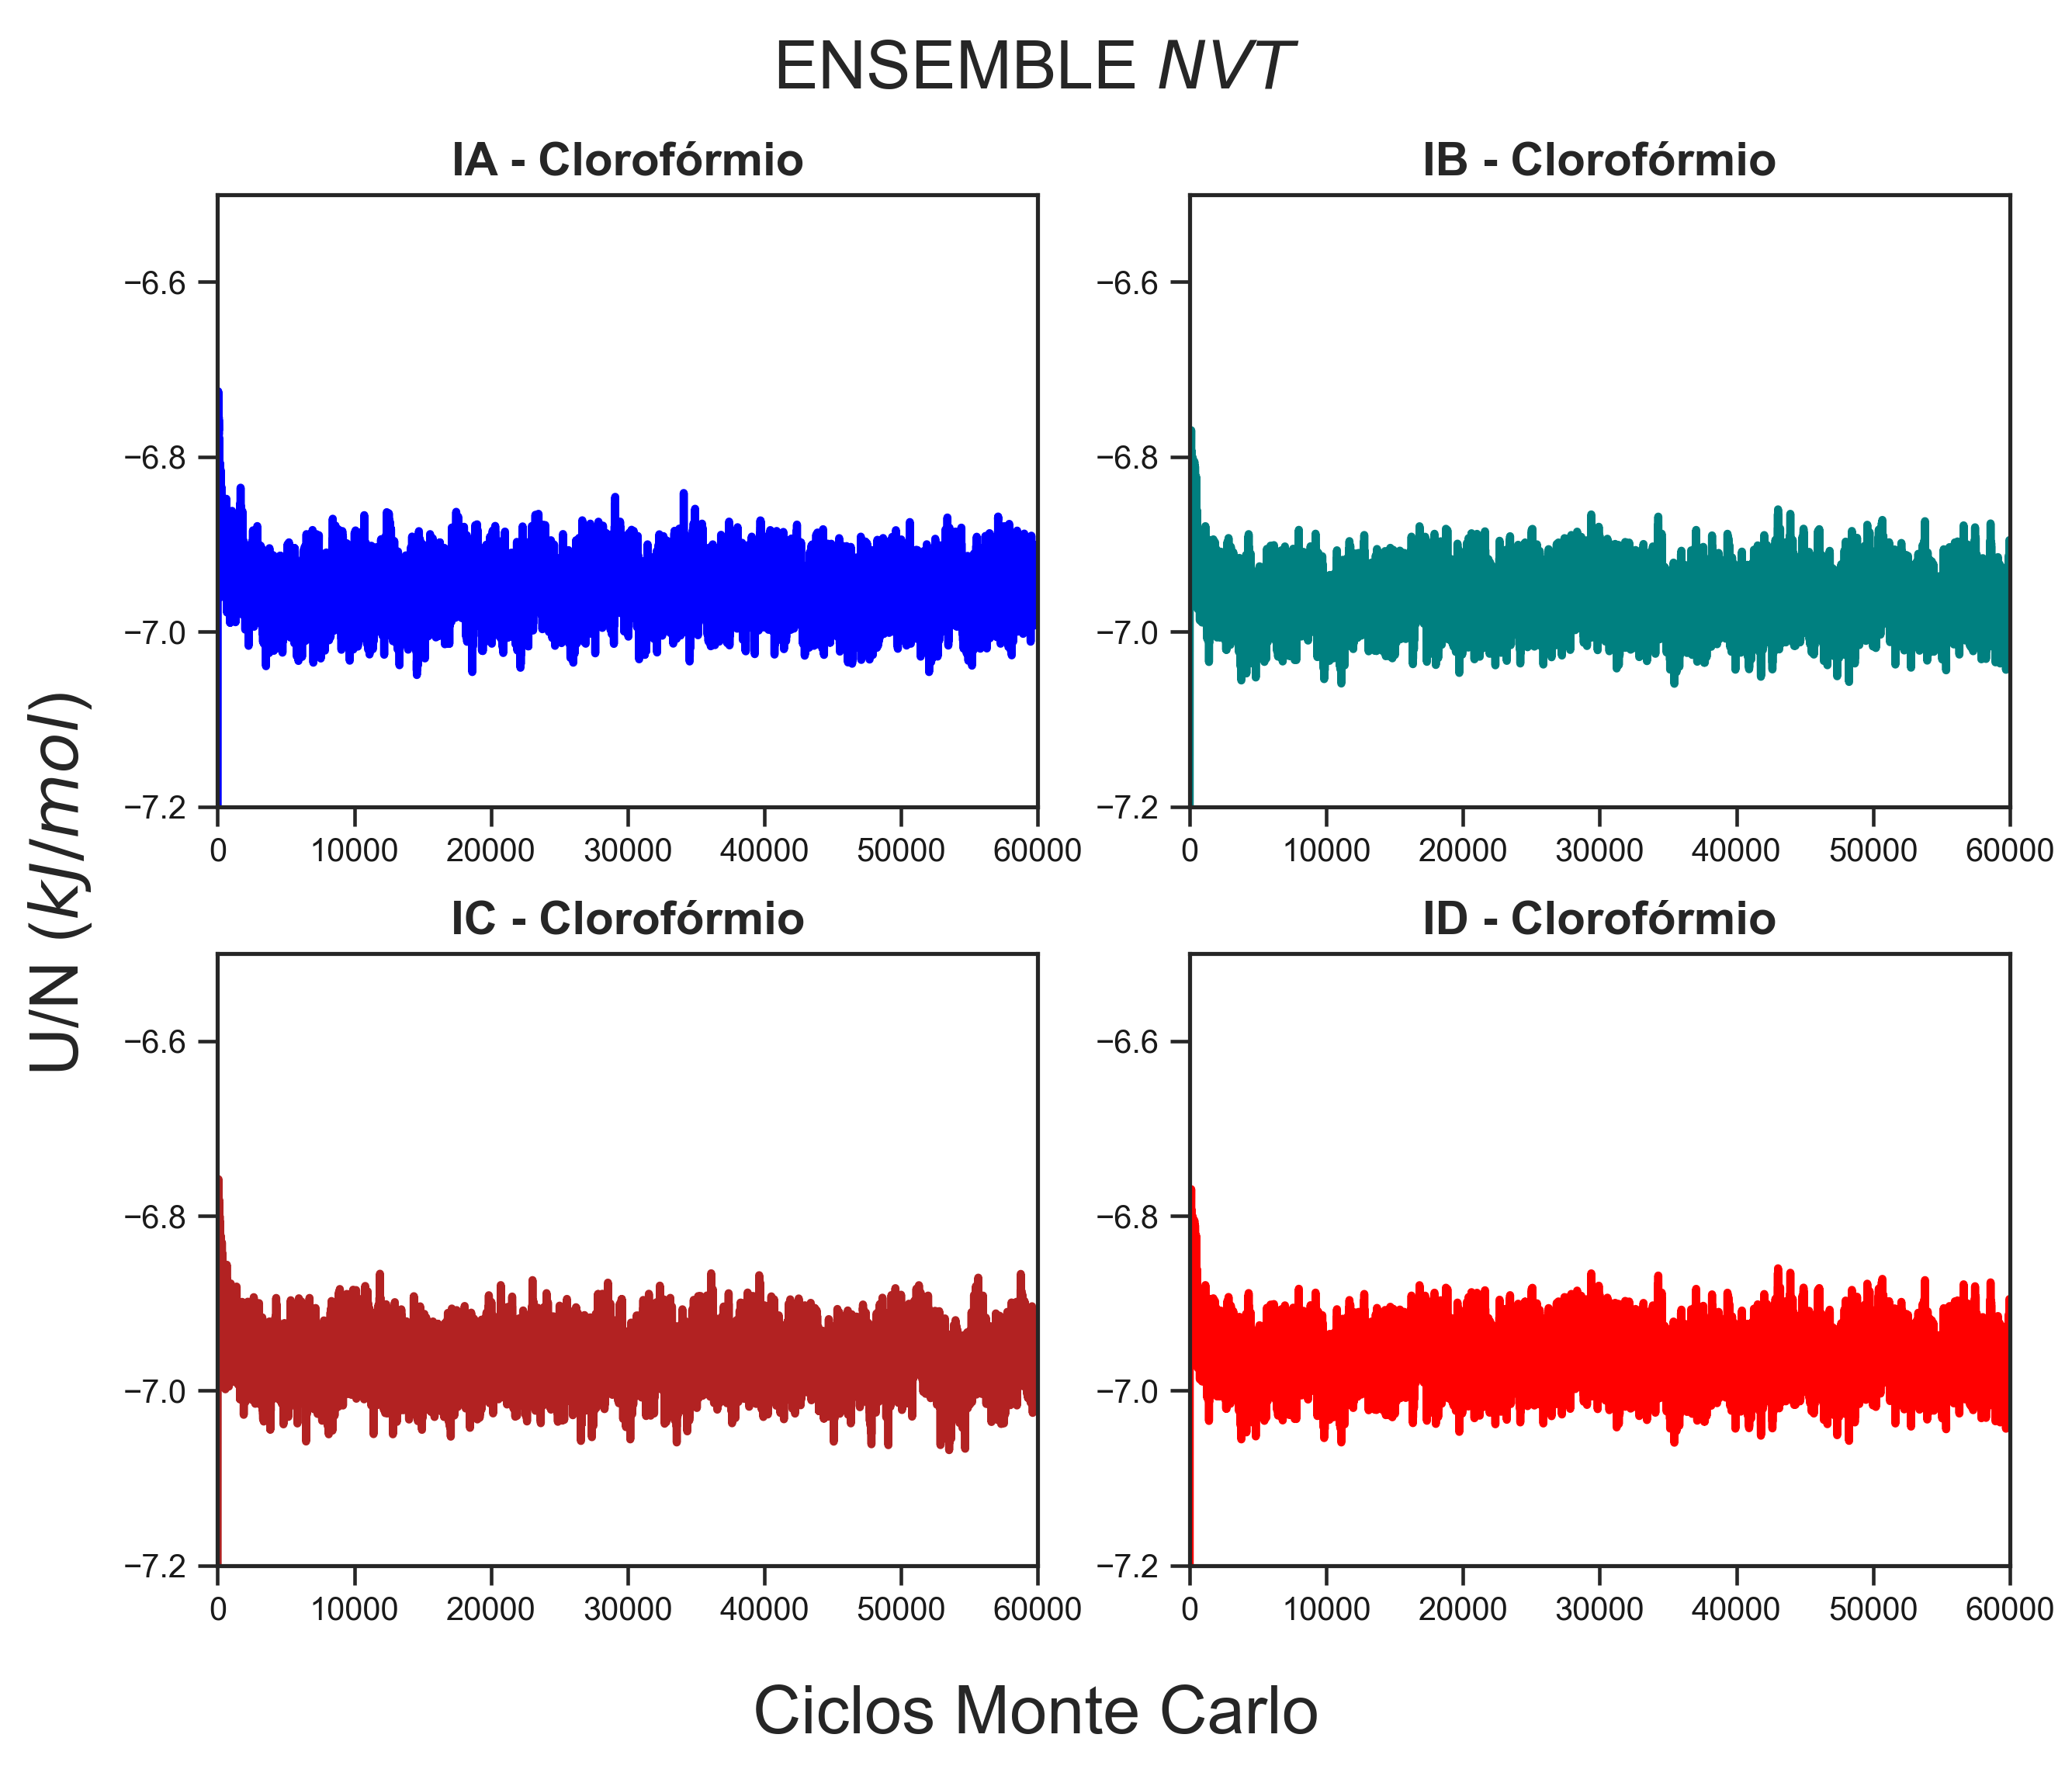 ENSEMBLE NVT
IA - Clorofórmio
IB - Clorofórmio
−6.6
−6.8
−7.0
−7.2
0 10000 20000 30000 40000 50000 60000
−6.6
−6.8
−7.0
−7.2
0 10000 20000 30000 40000 50000 60000
U/N (kJ/mol)
IC - Clorofórmio
ID - Clorofórmio
−6.6
−6.8
−7.0
−7.2
0 10000 20000 30000 40000 50000 60000
−6.6
−6.8
−7.0
−7.2
0 10000 20000 30000 40000 50000 60000
Ciclos Monte Carlo